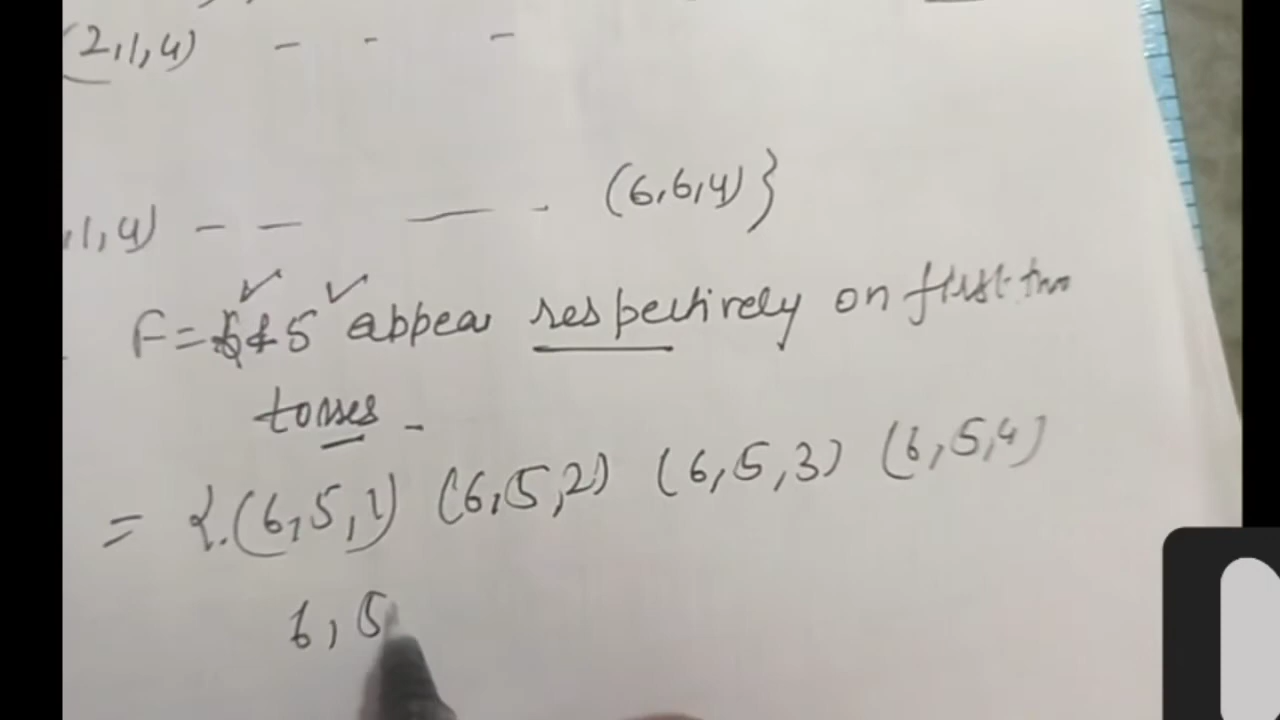 (2,1,4) - - -
,1,4) - - — - (6,6,4)}
F = 6 & 5 appear respectively on first two
tosses -
= {(6,5,1) (6,5,2) (6,5,3) (6,5,4)
6, 5